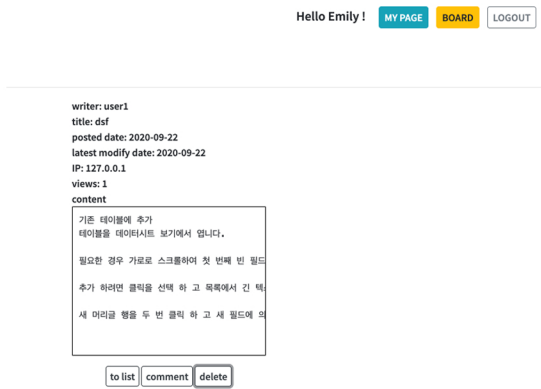 Hello Emily !
MY PAGE
BOARD
LOGOUT
writer: user1
title: dsf
posted date: 2020-09-22
latest modify date: 2020-09-22
IP: 127.0.0.1
views: 1
content
기존 테이블에 추가
테이블을 데이터시트 보기에서 엽니다.
필요한 경우 가로로 스크롤하여 첫 번째 빈 필드
추가 하려면 클릭을 선택 하 고 목록에서 긴
새 머리글 행을 두 번 클릭 하 고 새 필드에 의
to list
comment
delete